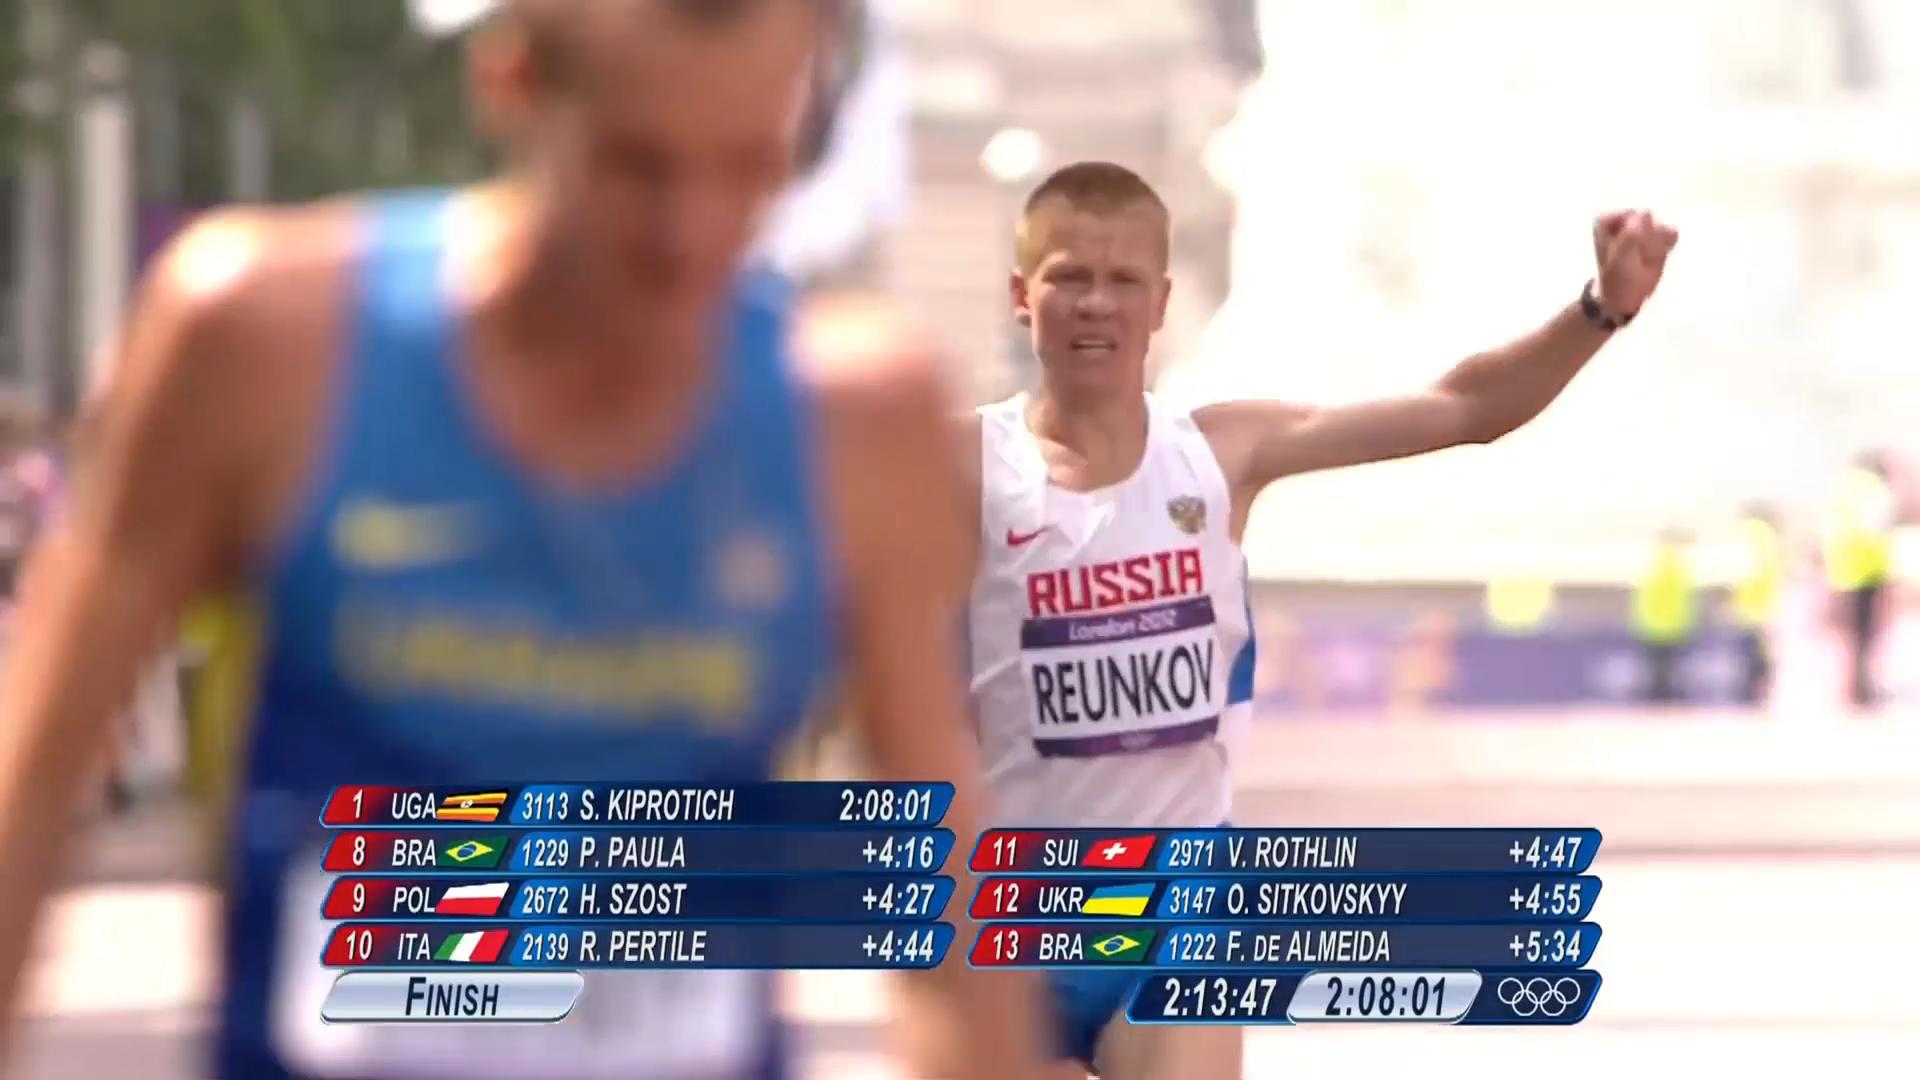 RUSSIA
London 2012
REUNKOV
1 UGA 3113 S. KIPROTICH 2:08:01
8 BRA 1229 P. PAULA +4:16
9 POL 2672 H. SZOST +4:27
10 ITA 2139 R. PERTILE +4:44
11 SUI 2971 V. ROTHLIN +4:47
12 UKR 3147 O. SITKOVSKYY +4:55
13 BRA 1222 F. DE ALMEIDA +5:34
FINISH
2:13:47 2:08:01